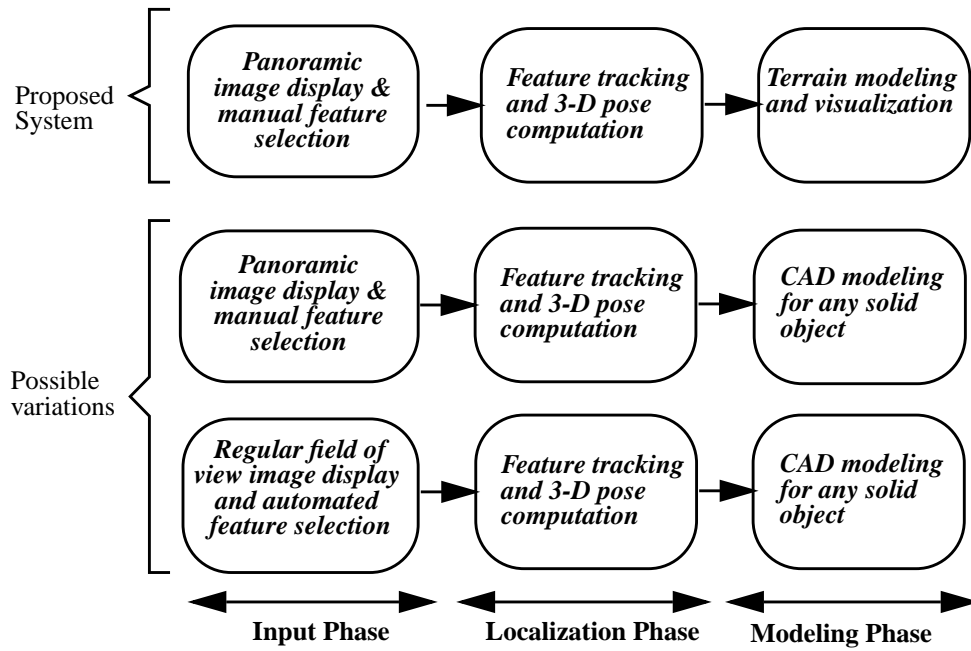 Proposed
System
Panoramic
image display &
manual feature
selection
Feature tracking
and 3-D pose
computation
Terrain modeling
and visualization
Possible
variations
Panoramic
image display &
manual feature
selection
Feature tracking
and 3-D pose
computation
CAD modeling
for any solid
object
Regular field of
view image display
and automated
feature selection
Feature tracking
and 3-D pose
computation
CAD modeling
for any solid
object
Input Phase
Localization Phase
Modeling Phase